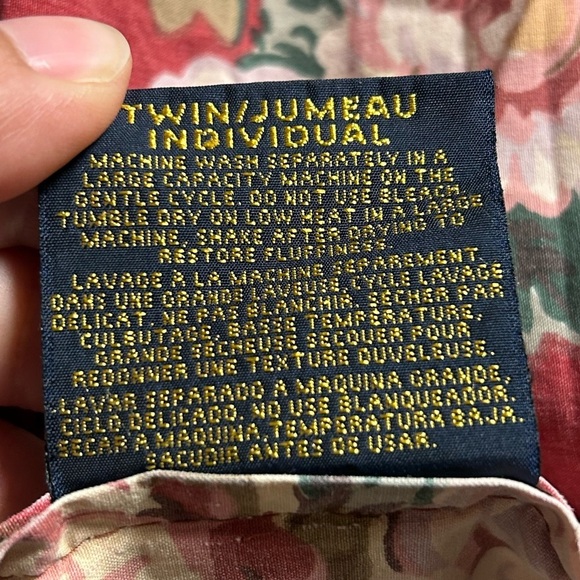 TWIN/JUMEAU
INDIVIDUAL
MACHINE WASH SEPARATELY IN A
LARGE CAPACITY MACHINE ON THE
GENTLE CYCLE. DO NOT USE BLEACH.
TUMBLE DRY ON LOW HEAT IN A LARGE
MACHINE. SHAKE AFTER DRYING TO
RESTORE FLUFFINESS.
LAVAGE À LA MACHINE SEPAREMENT.
DANE UNE GRANDE LAVEUSE, CYCLE LAVAGE
DÉLICAT. NE PAS BLANCHIR. SÉCHER PAR
CULBUTAGE, BASSE TEMPÉRATURE,
GRANDE SÉCHEUSE SECOUER POUR
REDONNER UNE TEXTURE DUVELEUSE.
LAVAR SEPARADO A MAQUINA GRANDE,
CICLO DELICADO. NO USE BLANQUEADOR.
SECAR A MAQUINA, TEMPERATURA BAJA.
SACUDIR ANTES DE USAR.